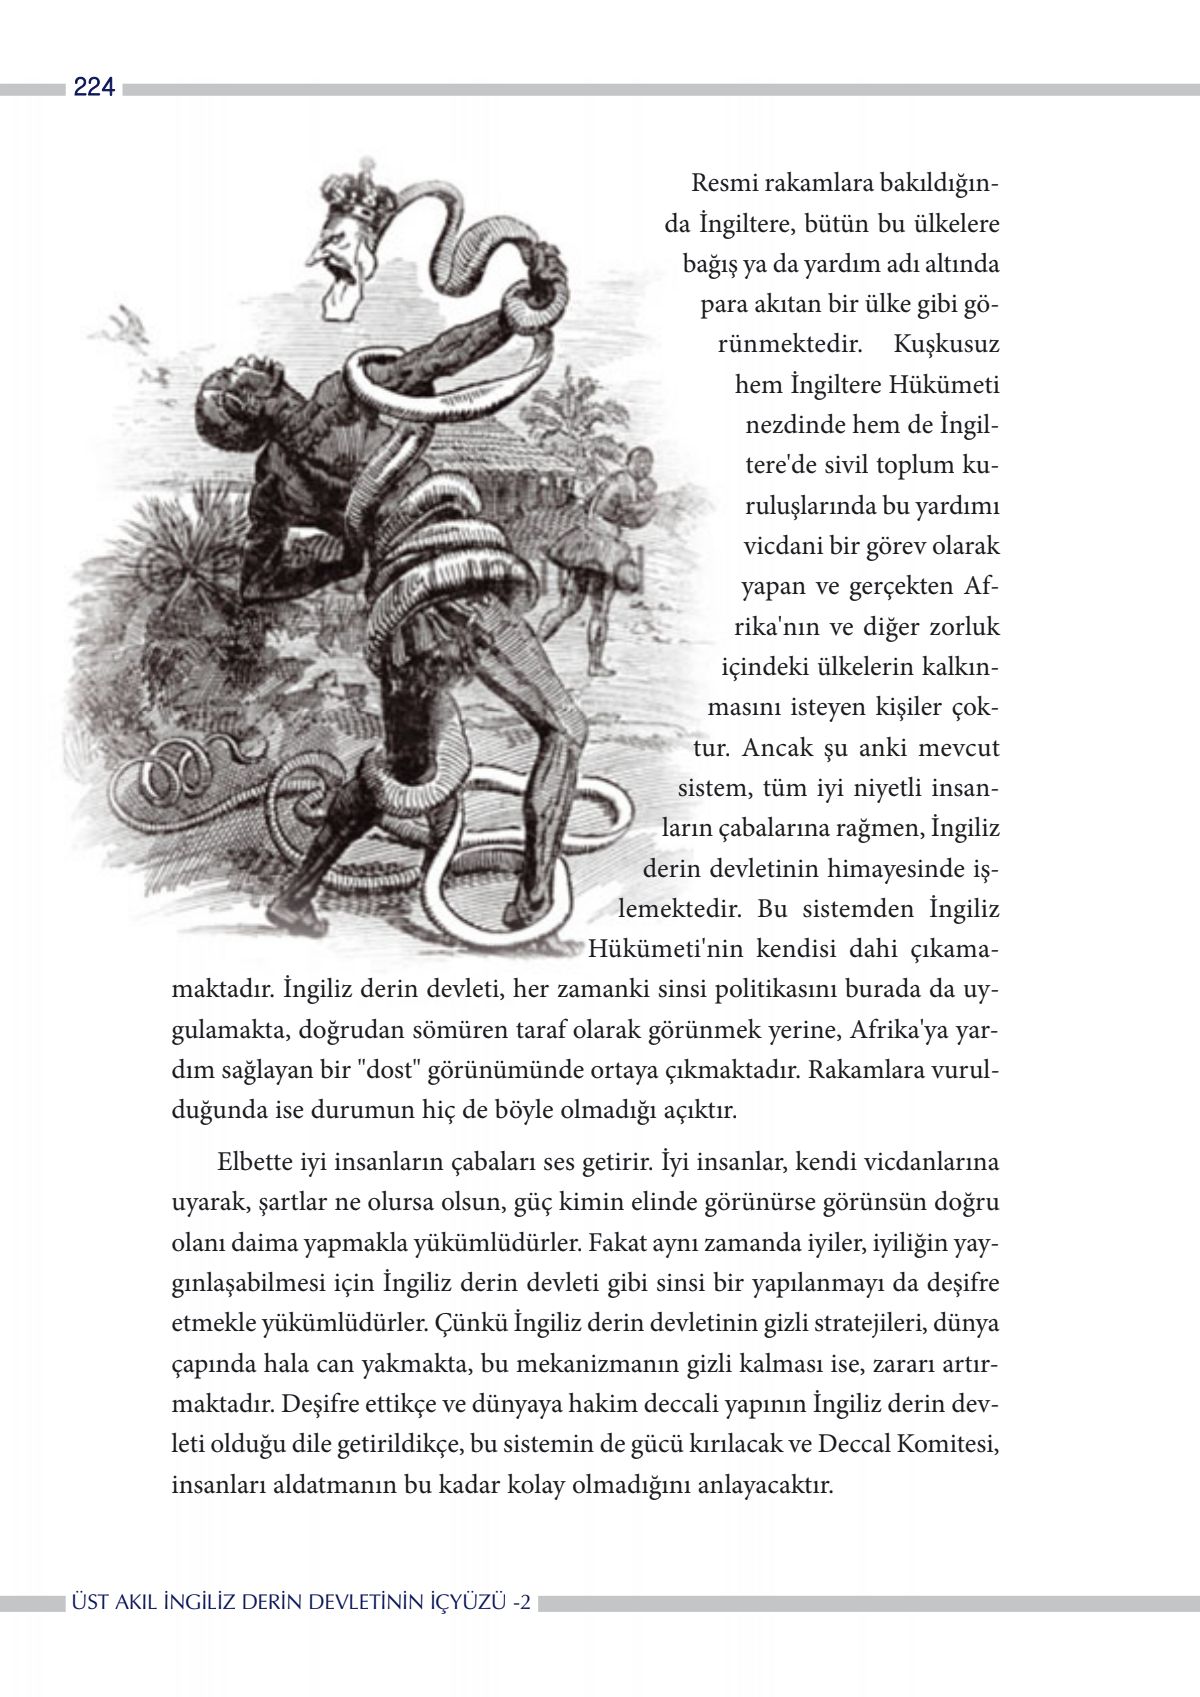 224
Resmi rakamlara bakıldığın-
da İngiltere, bütün bu ülkelere
bağış ya da yardım adı altında
para akıtan bir ülke gibi gö-
rünmektedir. Kuşkusuz
hem İngiltere Hükümeti
nezdinde hem de İngil-
tere'de sivil toplum ku-
ruluşlarında bu yardımı
vicdani bir görev olarak
yapan ve gerçekten Af-
rika'nın ve diğer zorluk
içindeki ülkelerin kalkın-
masını isteyen kişiler çok-
tur. Ancak şu anki mevcut
sistem, tüm iyi niyetli insan-
ların çabalarına rağmen, İngiliz
derin devletinin himayesinde iş-
lemektedir. Bu sistemden İngiliz
Hükümeti'nin kendisi dahi çıkama-
maktadır. İngiliz derin devleti, her zamanki sinsi politikasını burada da uy-
gulamakta, doğrudan sömüren taraf olarak görünmek yerine, Afrika'ya yar-
dım sağlayan bir "dost" görünümünde ortaya çıkmaktadır. Rakamlara vurul-
duğunda ise durumun hiç de böyle olmadığı açıktır.
Elbette iyi insanların çabaları ses getirir. İyi insanlar, kendi vicdanlarına
uyarak, şartlar ne olursa olsun, güç kimin elinde görünürse görünsün doğru
olanı daima yapmakla yükümlüdürler. Fakat aynı zamanda iyiler, iyiliğin yay-
gınlaşabilmesi için İngiliz derin devleti gibi sinsi bir yapılanmayı da deşifre
etmekle yükümlüdürler. Çünkü İngiliz derin devletinin gizli stratejileri, dünya
çapında hala can yakmakta, bu mekanizmanın gizli kalması ise, zararı artır-
maktadır. Deşifre ettikçe ve dünyaya hakim deccali yapının İngiliz derin dev-
leti olduğu dile getirildikçe, bu sistemin de gücü kırılacak ve Deccal Komitesi,
insanları aldatmanın bu kadar kolay olmadığını anlayacaktır.
ÜST AKIL İNGİLİZ DERİN DEVLETİNİN İÇYÜZÜ -2